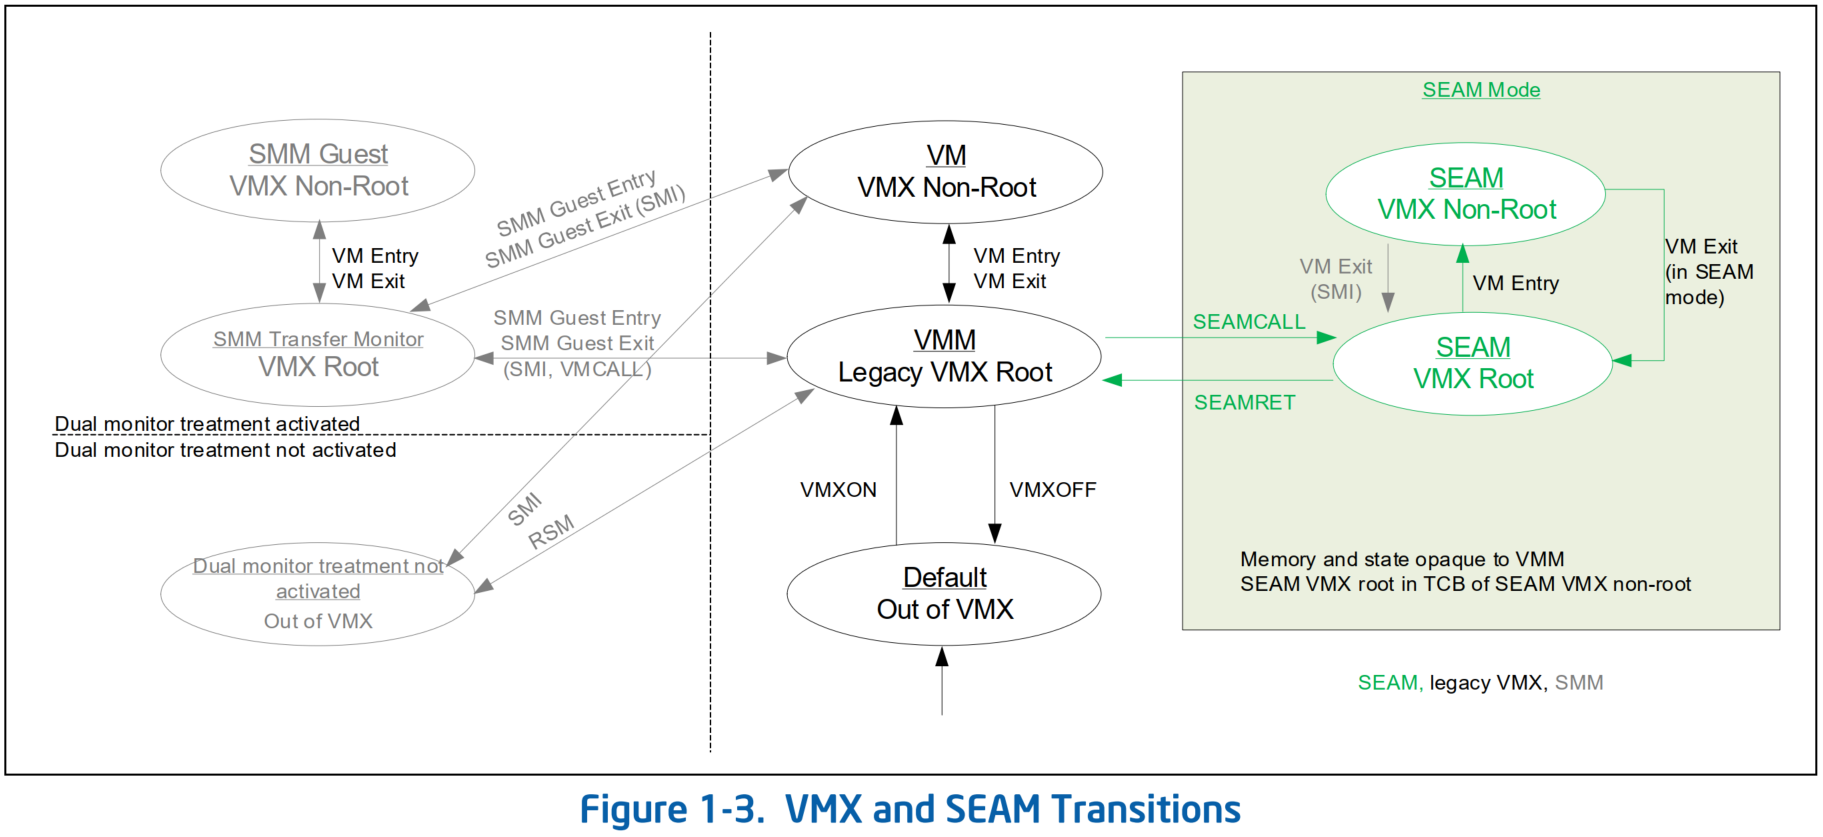 SEAM Mode
SMM Guest
VMX Non-Root
SMM Guest Entry
SMM Guest Exit (SMI)
VM
VMX Non-Root
SEAM
VMX Non-Root
VM Entry
VM Exit
VM Entry
VM Exit
VM Exit
(SMI)
VM Entry
VM Exit
(in SEAM
mode)
SMM Transfer Monitor
VMX Root
SMM Guest Entry
SMM Guest Exit
(SMI, VMCALL)
VMM
Legacy VMX Root
SEAMCALL
SEAMRET
SEAM
VMX Root
Dual monitor treatment activated
Dual monitor treatment not activated
SMI
RSM
VMXON
VMXOFF
Dual monitor treatment not
activated
Out of VMX
Default
Out of VMX
Memory and state opaque to VMM
SEAM VMX root in TCB of SEAM VMX non-root
SEAM, legacy VMX, SMM
Figure 1-3. VMX and SEAM Transitions